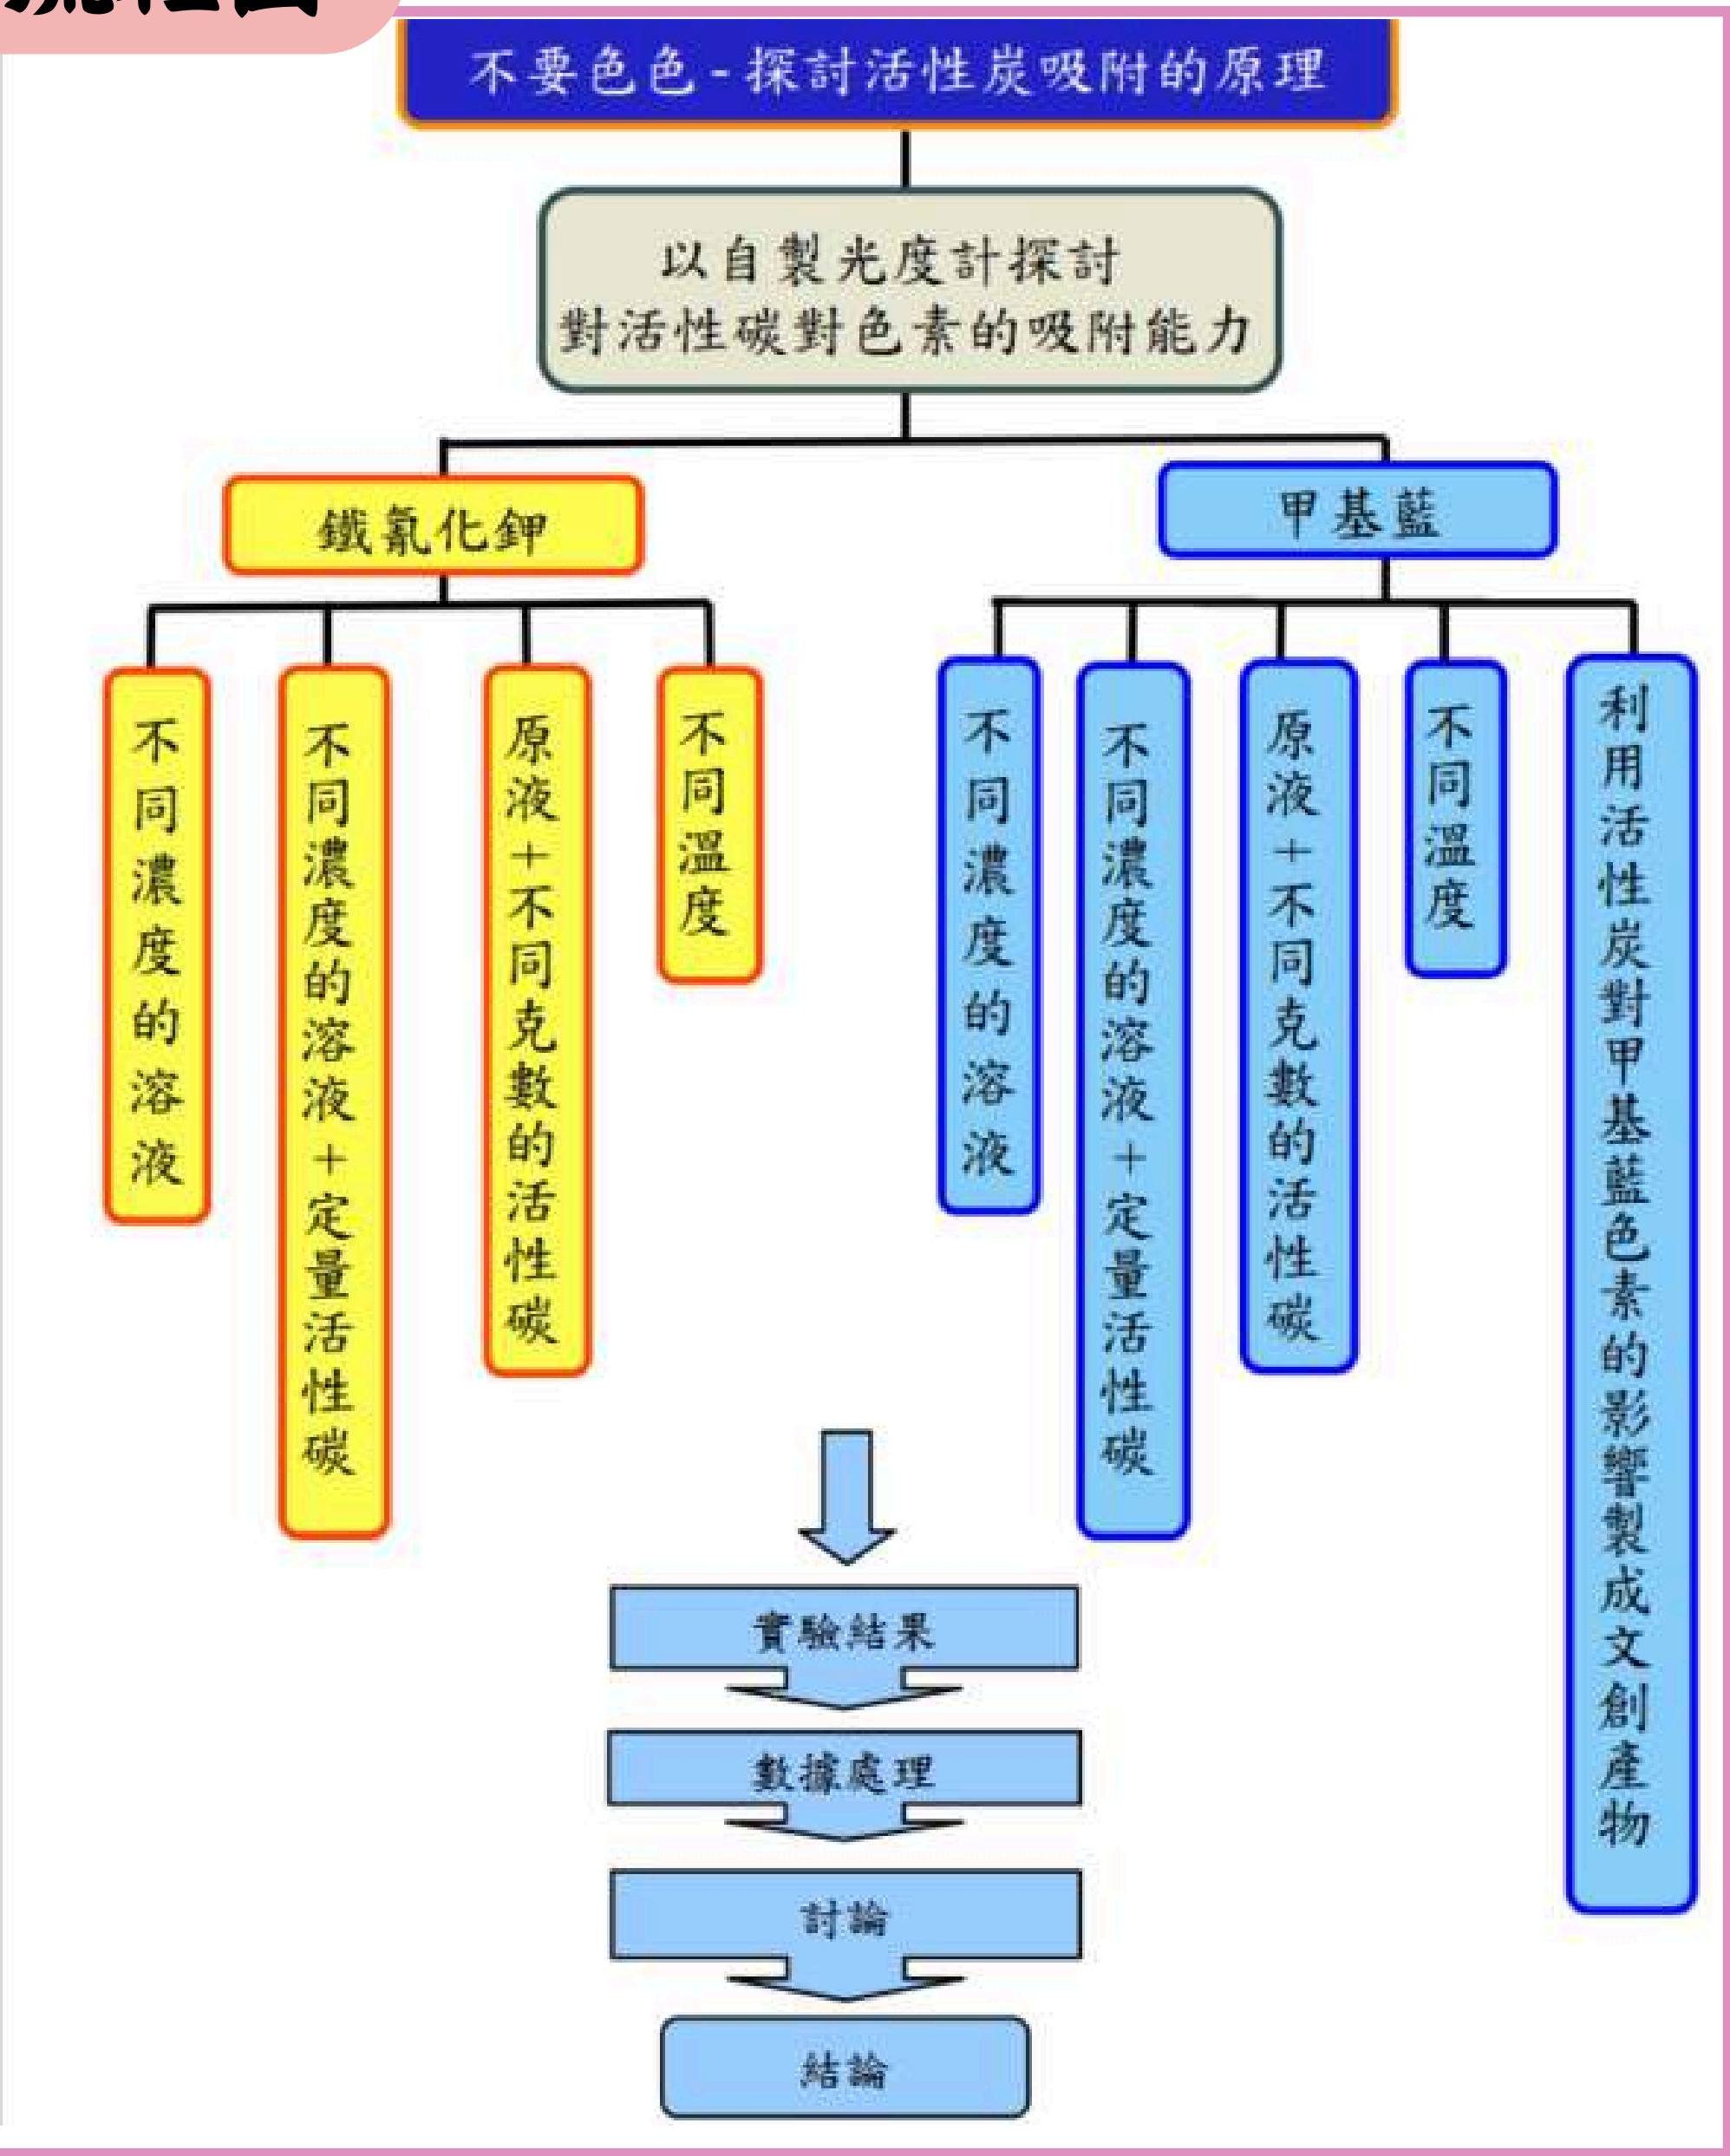 不要色色-探討活性炭吸附的原理
以自製光度計探討
對活性碳對色素的吸附能力
鐵氰化鉀
甲基藍
不同濃度的溶液
不同濃度的溶液+定量活性碳
原液+不同克數的活性碳
不同溫度
不同濃度的溶液
不同濃度的溶液+定量活性碳
原液+不同克數的活性碳
不同溫度
利用活性炭對甲基藍色素的影響製成文創產物
實驗結果
數據處理
討論
結論